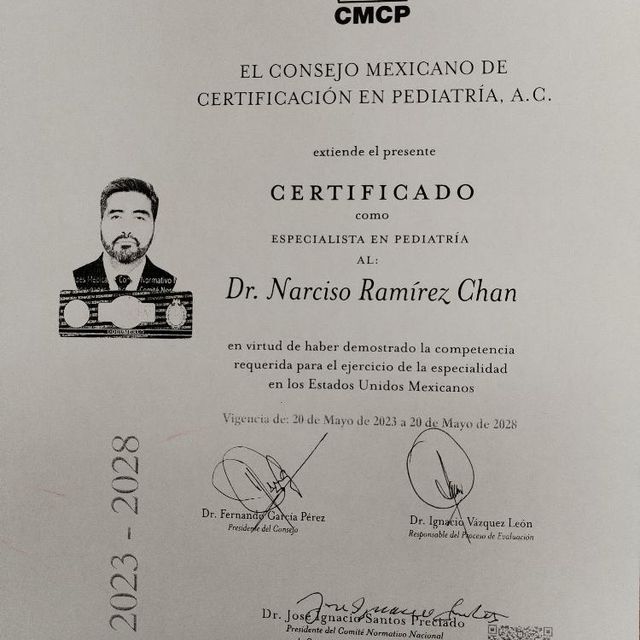 CMCP
EL CONSEJO MEXICANO DE
CERTIFICACIÓN EN PEDIATRÍA, A.C.
extiende el presente
CERTIFICADO
como
ESPECIALISTA EN PEDIATRÍA
AL:
Dr. Narciso Ramírez Chan
en virtud de haber demostrado la competencia
requerida para el ejercicio de la especialidad
en los Estados Unidos Mexicanos
Vigencia de: 20 de Mayo de 2023 a 20 de Mayo de 2028
2023 - 2028
Dr. Fernando García Pérez
Presidente del Consejo
Dr. Ignacio Vázquez León
Responsable del Proceso de Evaluación
Dr. José Ignacio Santos Preciado
Presidente del Comité Normativo Nacional